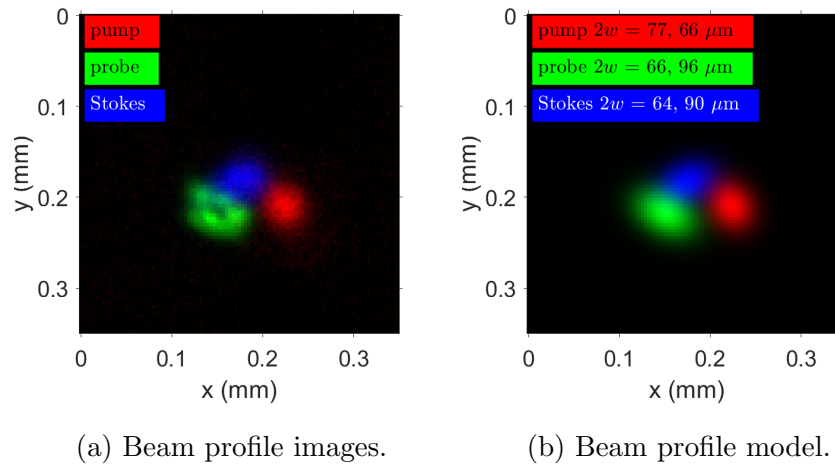 0
0.1
0.2
0.3
y (mm)
pump
probe
Stokes
0
0.1
0.2
0.3
x (mm)
(a) Beam profile images.
0
0.1
0.2
0.3
y (mm)
pump 2w = 77, 66 μm
probe 2w = 66, 96 μm
Stokes 2w = 64, 90 μm
0
0.1
0.2
0.3
x (mm)
(b) Beam profile model.